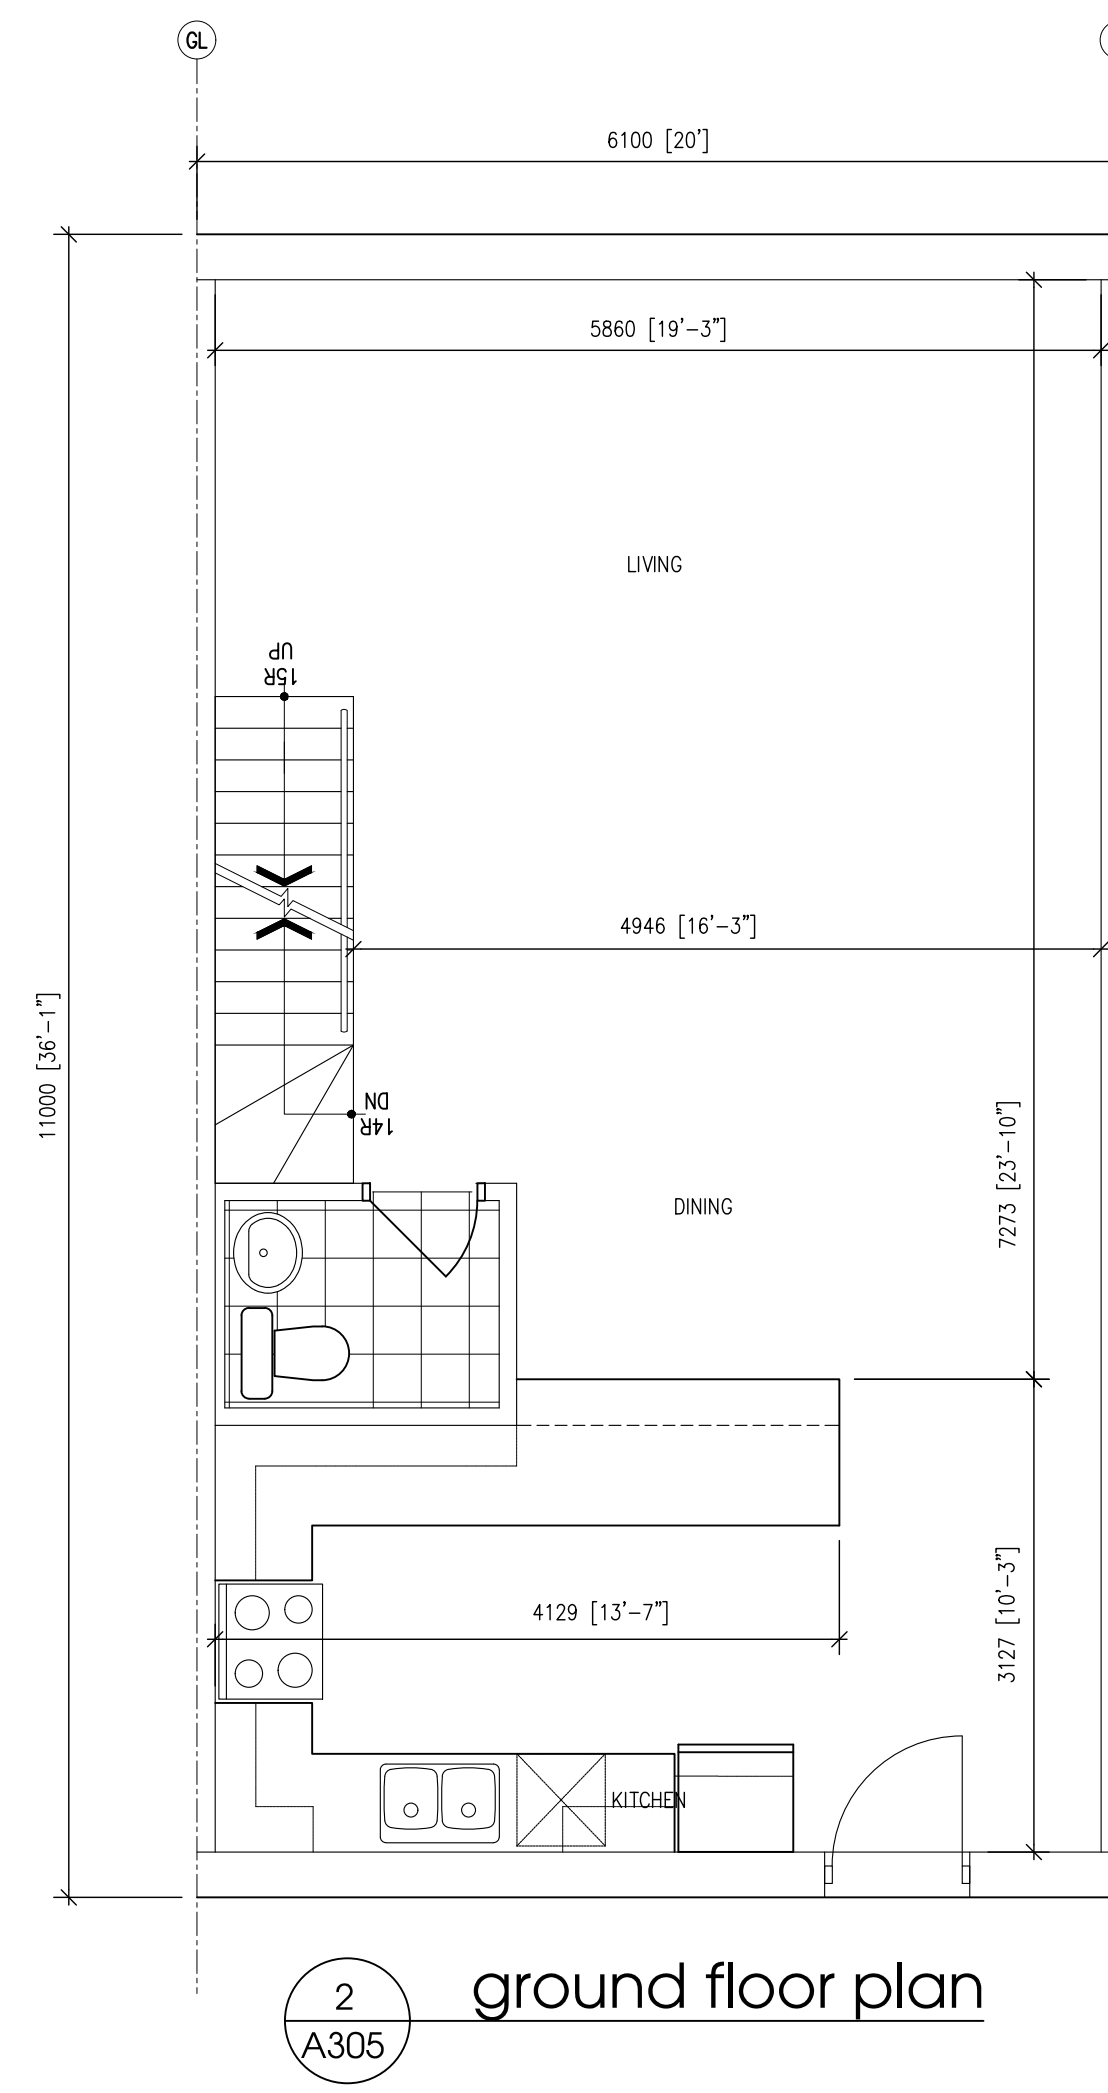 GL
6100 [20']
5860 [19'-3"]
LIVING
UP
15R
4946 [16'-3"]
11000 [36'-1"]
DN
14R
7273 [23'-10"]
DINING
3127 [10'-3"]
4129 [13'-7"]
KITCHEN
2
A305
ground floor plan